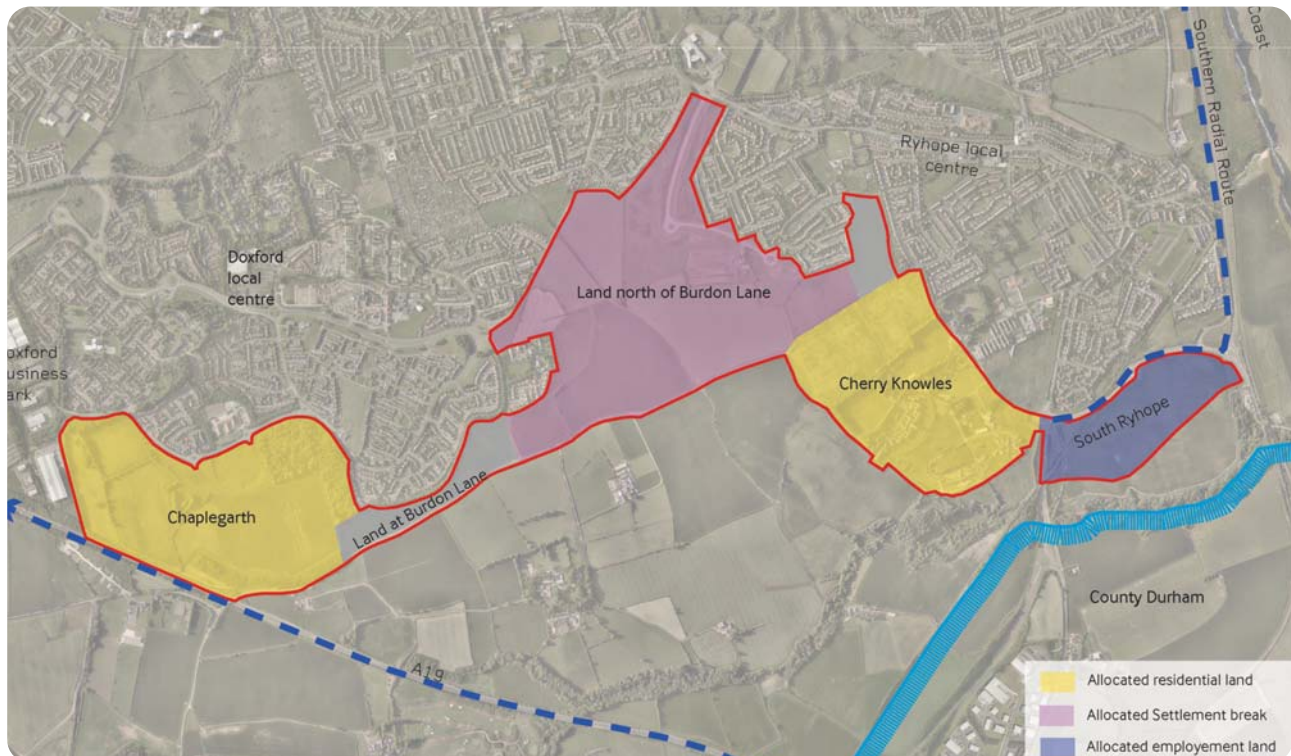 Southern Radial Route
Coast
Ryhope local
centre
Doxford
local
centre
Land north of Burdon Lane
oxford
usiness
ark
Cherry Knowles
South Ryhope
Chaplegarth
Land at Burdon Lane
County Durham
A19
Allocated residential land
Allocated Settlement break
Allocated employement land